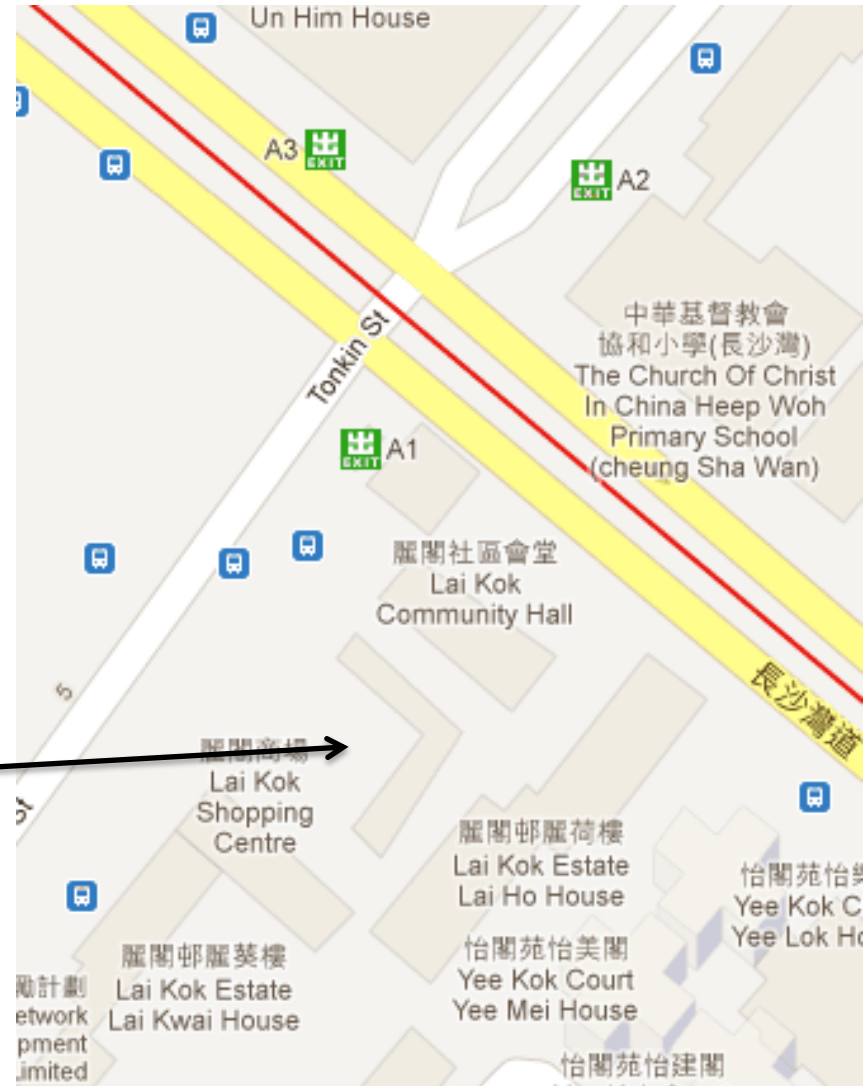 Un Him House
A3
出
EXIT
出
EXIT
A2
中華基督教會
協和小學(長沙灣)
The Church Of Christ
In China Heep Woh
Primary School
(cheung Sha Wan)
Tonkin St
出
EXIT
A1
麗閣社區會堂
Lai Kok
Community Hall
5
長沙灣道
麗閣商場
Lai Kok
Shopping
Centre
St
麗閣邨麗荷樓
Lai Kok Estate
Lai Ho House
怡閣苑怡
Yee Kok C
Yee Lok Ho
麗閣邨麗葵樓
Lai Kok Estate
Lai Kwai House
怡閣苑怡美閣
Yee Kok Court
Yee Mei House
計劃
etwork
pment
imited
怡閣苑怡建閣